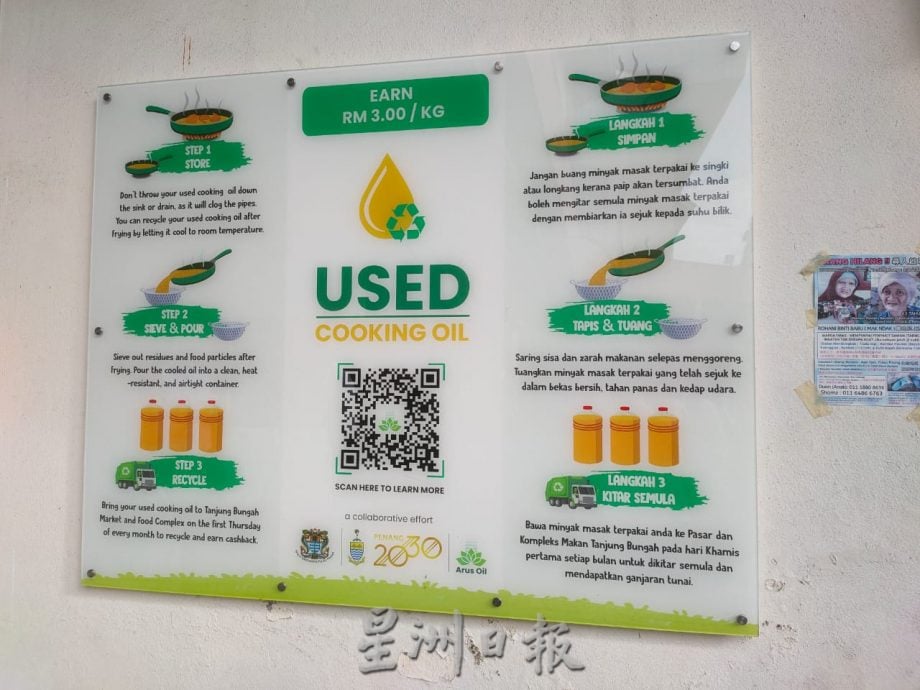 STEP 1
STORE
Don't throw your used cooking oil down
the sink or drain, as it will clog the pipes.
You can recycle your used cooking oil after
frying by letting it cool to room temperature.
STEP 2
SIEVE & POUR
Sieve out residues and food particles after
frying. Pour the cooled oil into a clean, heat
-resistant, and airtight container.
STEP 3
RECYCLE
Bring your used cooking oil to Tanjung Bungah
Market and Food Complex on the first Thursday
of every month to recycle and earn cashback.
EARN
RM 3.00 / KG
USED
COOKING OIL
SCAN HERE TO LEARN MORE
a collaborative effort
PENANG
2030
Arus Oil
LANGKAH 1
SIMPAN
Jangan buang minyak masak terpakai ke singki
atau longkang kerana paip akan tersumbat. Anda
boleh mengitar semula minyak masak terpakai
dengan membiarkan ia sejuk kepada suhu bilik.
LANGKAH 2
TAPIS & TUANG
Saring sisa dan zarah makanan selepas menggoreng.
Tuangkan minyak masak terpakai yang telah sejuk ke
dalam bekas bersih, tahan panas dan kedap udara.
LANGKAH 3
KITAR SEMULA
Bawa minyak masak terpakai anda ke Pasar dan
Kompleks Makan Tanjung Bungah pada hari Khamis
pertama setiap bulan untuk dikitar semula dan
mendapatkan ganjaran tunai.
HILANG !!
星洲日報